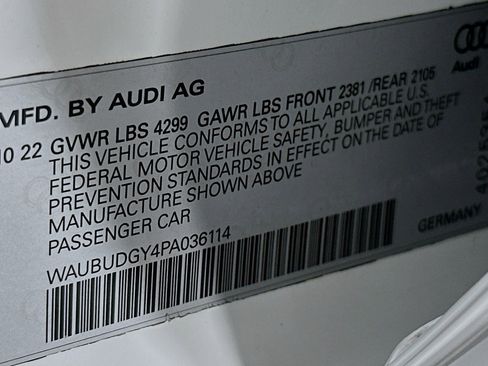 MFD. BY AUDI AG
Audi
10 22 GVWR LBS 4299 GAWR LBS FRONT 2381 /REAR 2105
THIS VEHICLE CONFORMS TO ALL APPLICABLE U.S.
FEDERAL MOTOR VEHICLE SAFETY, BUMPER AND THEFT
PREVENTION STANDARDS IN EFFECT ON THE DATE OF
MANUFACTURE SHOWN ABOVE
PASSENGER CAR
WAUBUDGY4PA036114
GERMANY